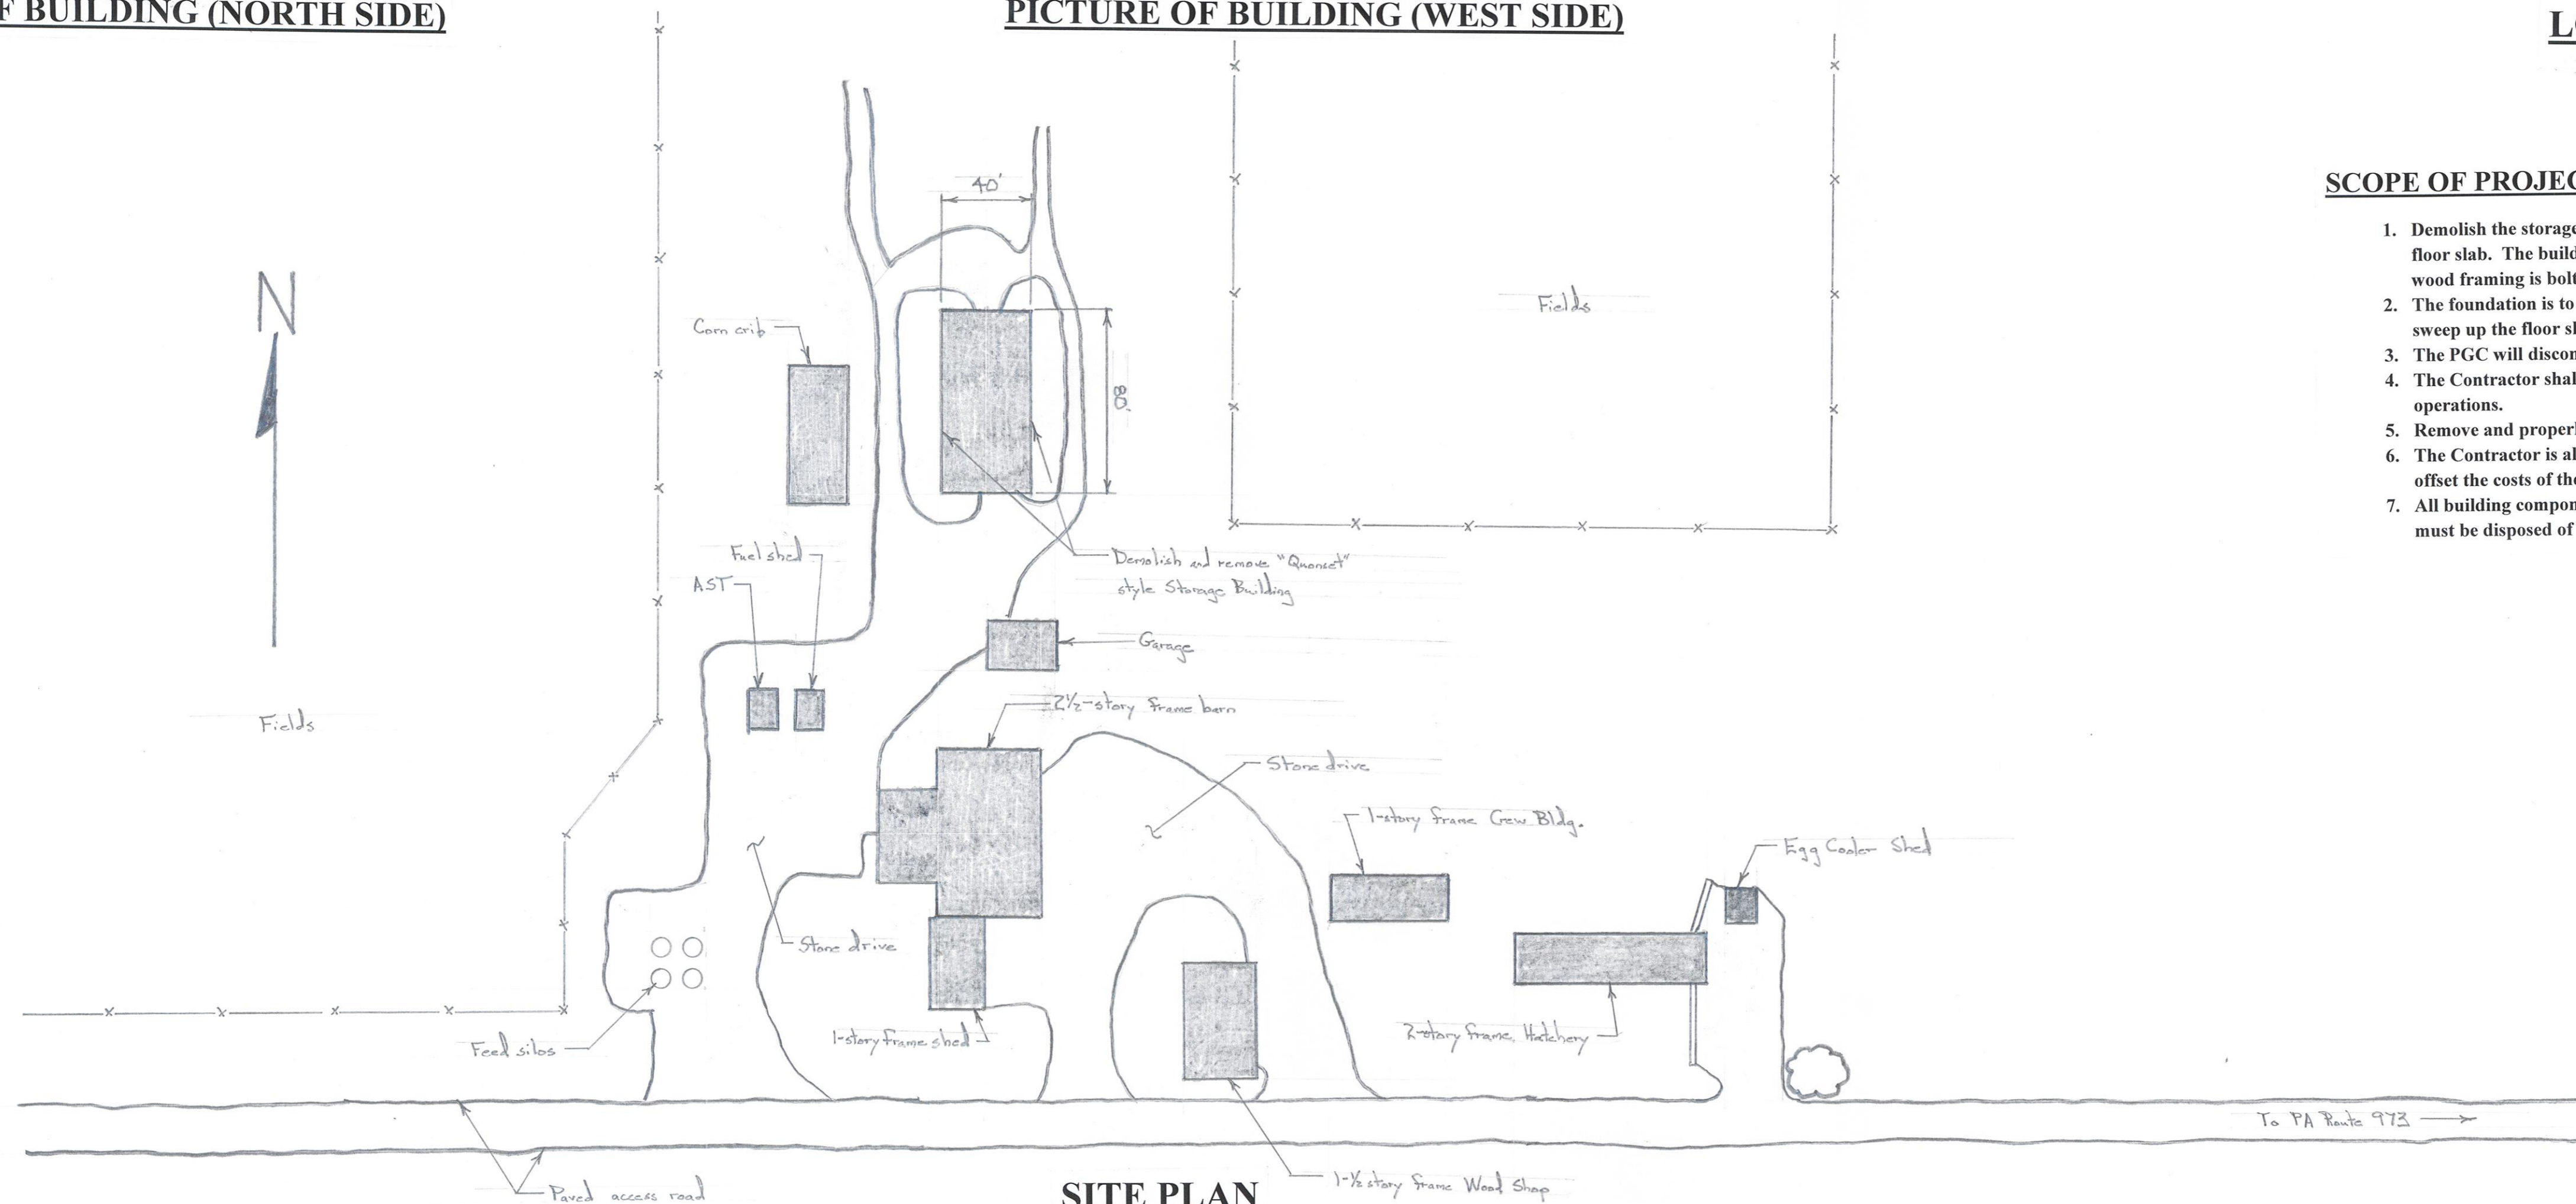 F BUILDING (NORTH SIDE)
PICTURE OF BUILDING (WEST SIDE)
SCOPE OF PROJEC
1. Demolish the storage
floor slab. The build
wood framing is bolt
2. The foundation is to
sweep up the floor sl
3. The PGC will discon
4. The Contractor shal
operations.
5. Remove and properl
6. The Contractor is al
offset the costs of the
7. All building compon
must be disposed of
N
40'
80'
Corn crib
Fields
Fuel shed
AST
Demolish and remove "Quonset"
style Storage Building
Garage
Fields
2½-story frame barn
Stone drive
1-story frame Crew Bldg.
Egg Cooler Shed
Stone drive
1-story frame shed
2-story frame Hatchery
Feed silos
To PA Route 973
Paved access road
1-½ story frame Wood Shop
SITE PLAN